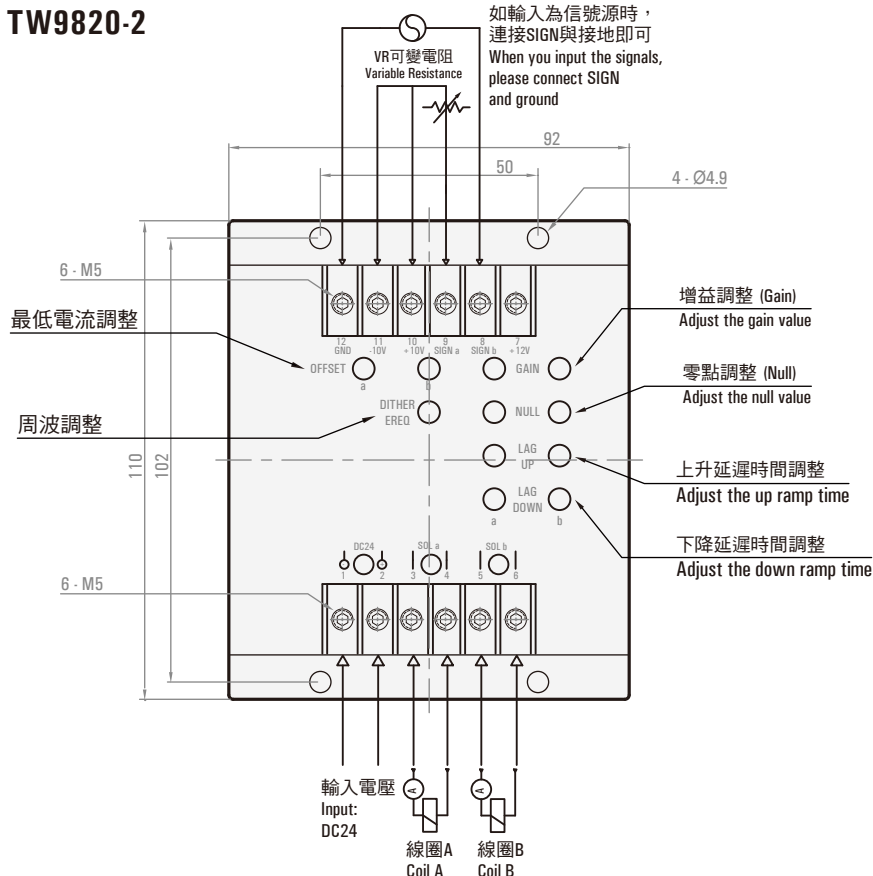 TW9820-2
如輸入為信號源時，
連接SIGN與接地即可
When you input the signals,
please connect SIGN
and ground
VR可變電阻
Variable Resistance
92
50
4 - Ø4.9
6 - M5
12 11 10 9 8 7
GND -10V +10V SIGN a SIGN b +12V
最低電流調整
OFFSET
a b
GAIN
增益調整 (Gain)
Adjust the gain value
周波調整
DITHER
EREQ
NULL
零點調整 (Null)
Adjust the null value
110
102
LAG
UP
上升延遲時間調整
Adjust the up ramp time
LAG
DOWN
a b
下降延遲時間調整
Adjust the down ramp time
DC24 SOL a SOL b
1 2 3 4 5 6
6 - M5
輸入電壓
Input:
DC24
A
A
線圈A
Coil A
線圈B
Coil B